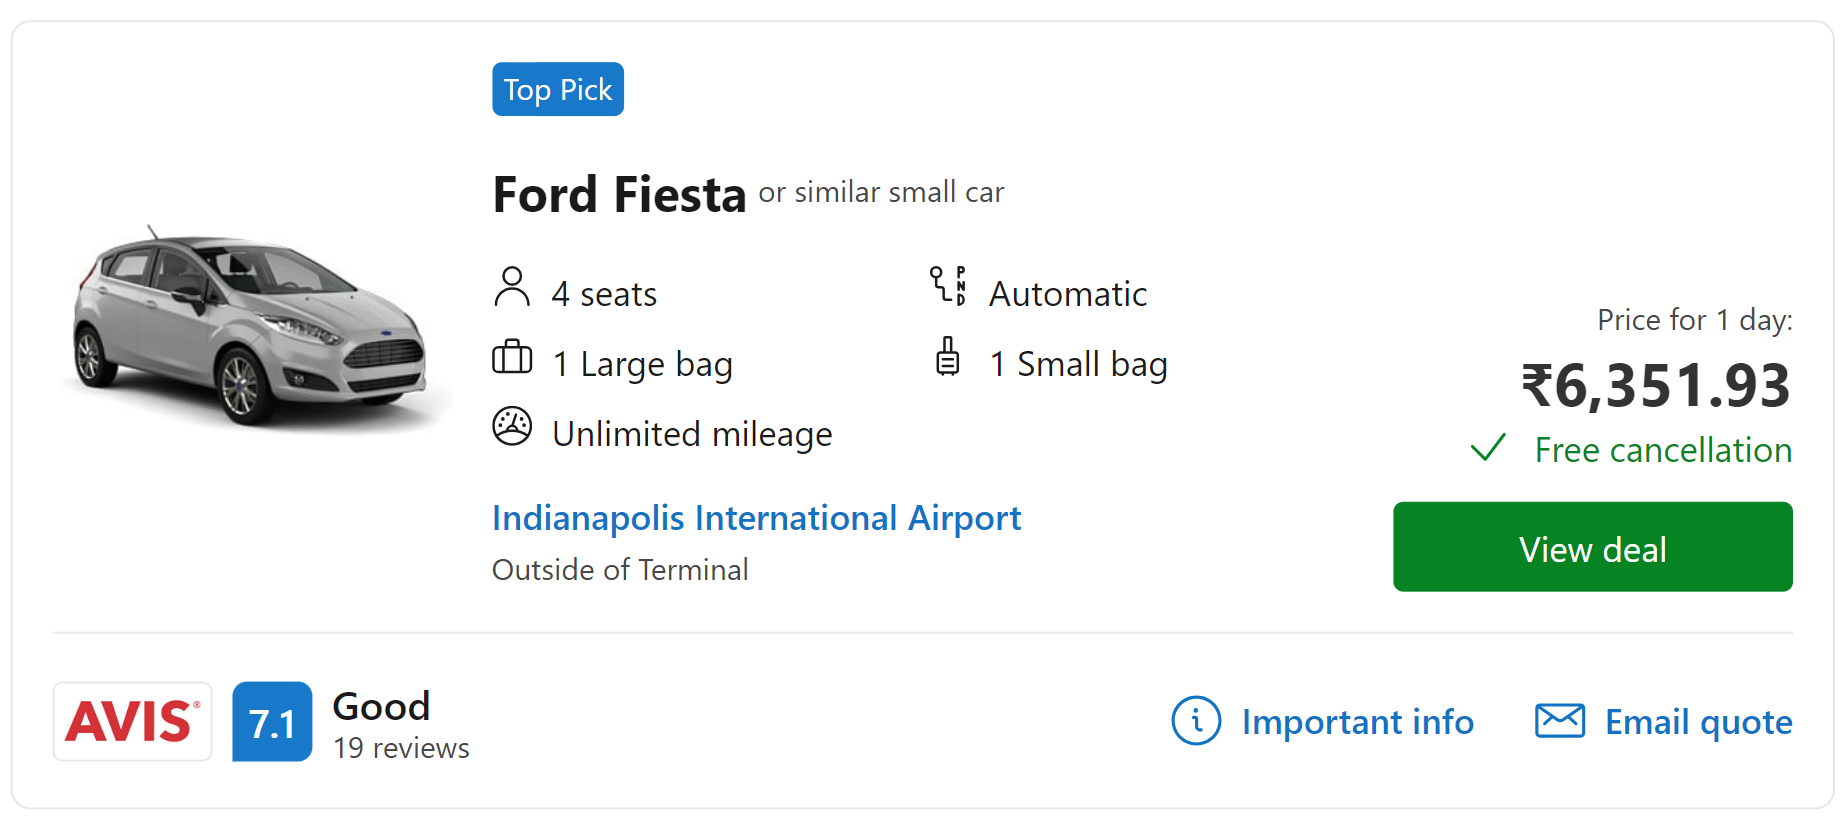 Top Pick
Ford Fiesta or similar small car
4 seats
Automatic
1 Large bag
1 Small bag
Unlimited mileage
Indianapolis International Airport
Outside of Terminal
Price for 1 day:
₹6,351.93
Free cancellation
View deal
AVIS®
7.1
Good
19 reviews
Important info
Email quote